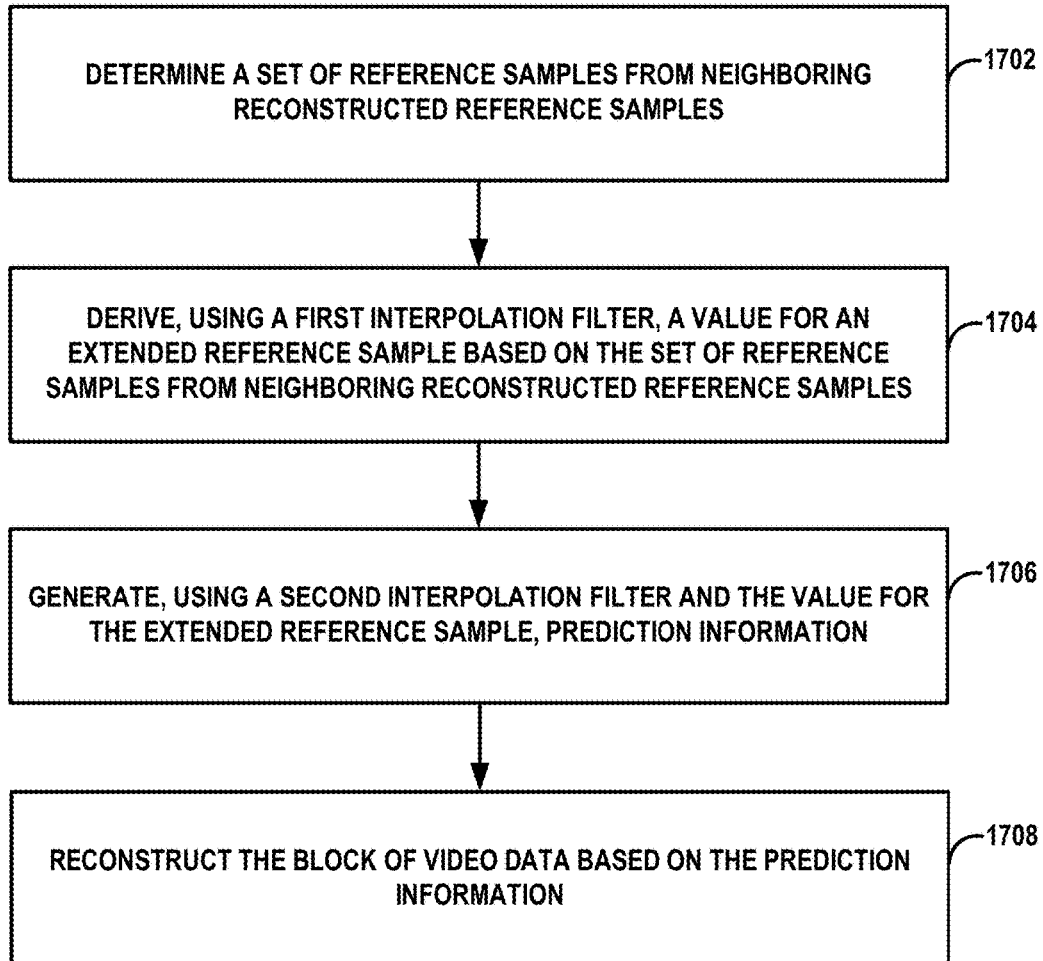 DETERMINE A SET OF REFERENCE SAMPLES FROM NEIGHBORING
RECONSTRUCTED REFERENCE SAMPLES
1702
DERIVE, USING A FIRST INTERPOLATION FILTER, A VALUE FOR AN
EXTENDED REFERENCE SAMPLE BASED ON THE SET OF REFERENCE
SAMPLES FROM NEIGHBORING RECONSTRUCTED REFERENCE SAMPLES
1704
GENERATE, USING A SECOND INTERPOLATION FILTER AND THE VALUE FOR
THE EXTENDED REFERENCE SAMPLE, PREDICTION INFORMATION
1706
RECONSTRUCT THE BLOCK OF VIDEO DATA BASED ON THE PREDICTION
INFORMATION
1708